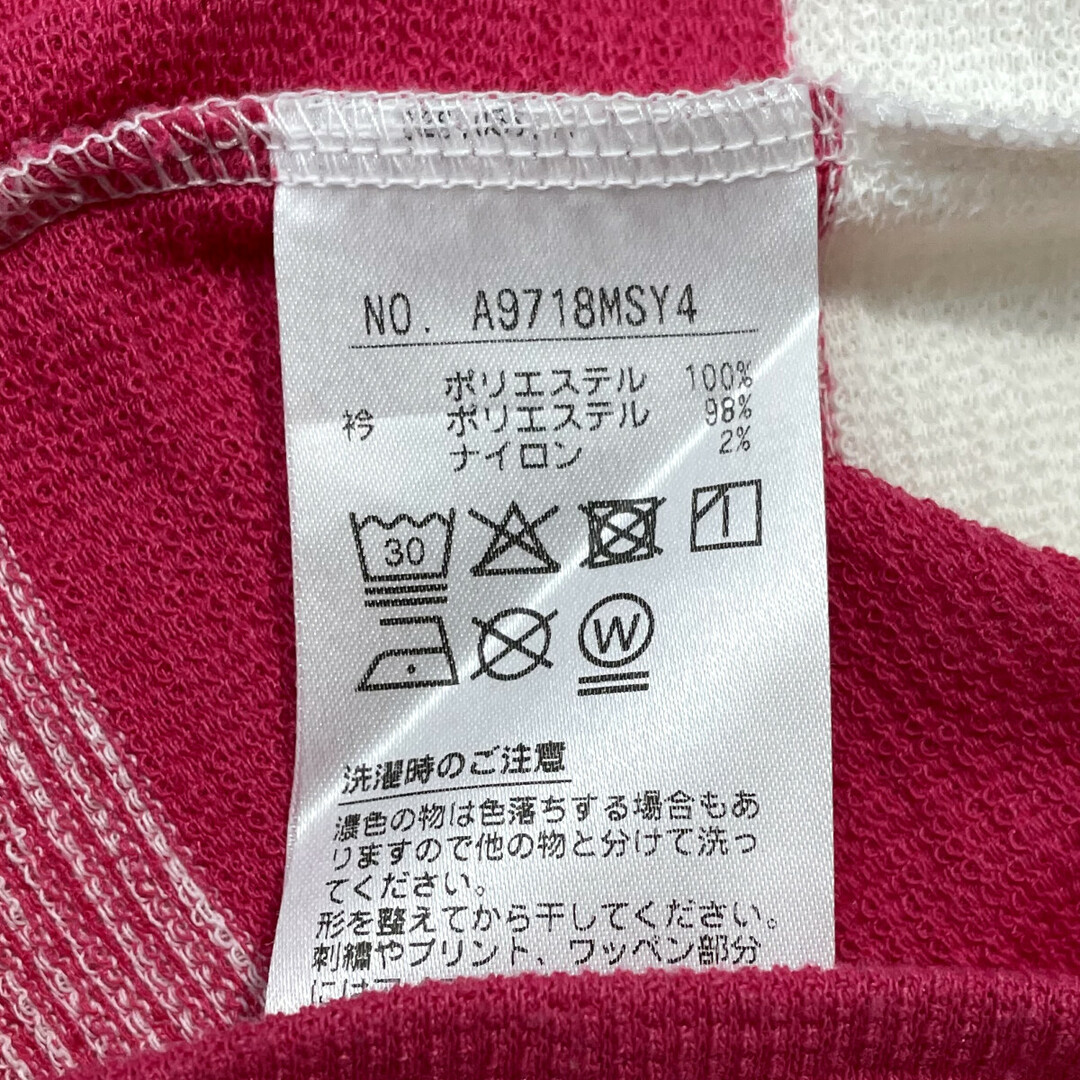 NO. A9718MSY4
ポリエステル 100%
衿 ポリエステル 98%
ナイロン 2%
30
W
洗濯時のご注意
濃色の物は色落ちする場合もあ
りますので他の物と分けて洗っ
てください。
形を整えてから干してください。
刺繍やプリント、ワッペン部分
には